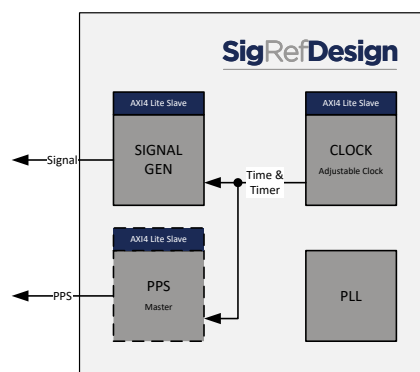 SigRefDesign
AXI4 Lite Slave
SIGNAL
GEN
AXI4 Lite Slave
CLOCK
Adjustable Clock
Signal
Time &
Timer
AXI4 Lite Slave
PPS
Master
PLL
PPS